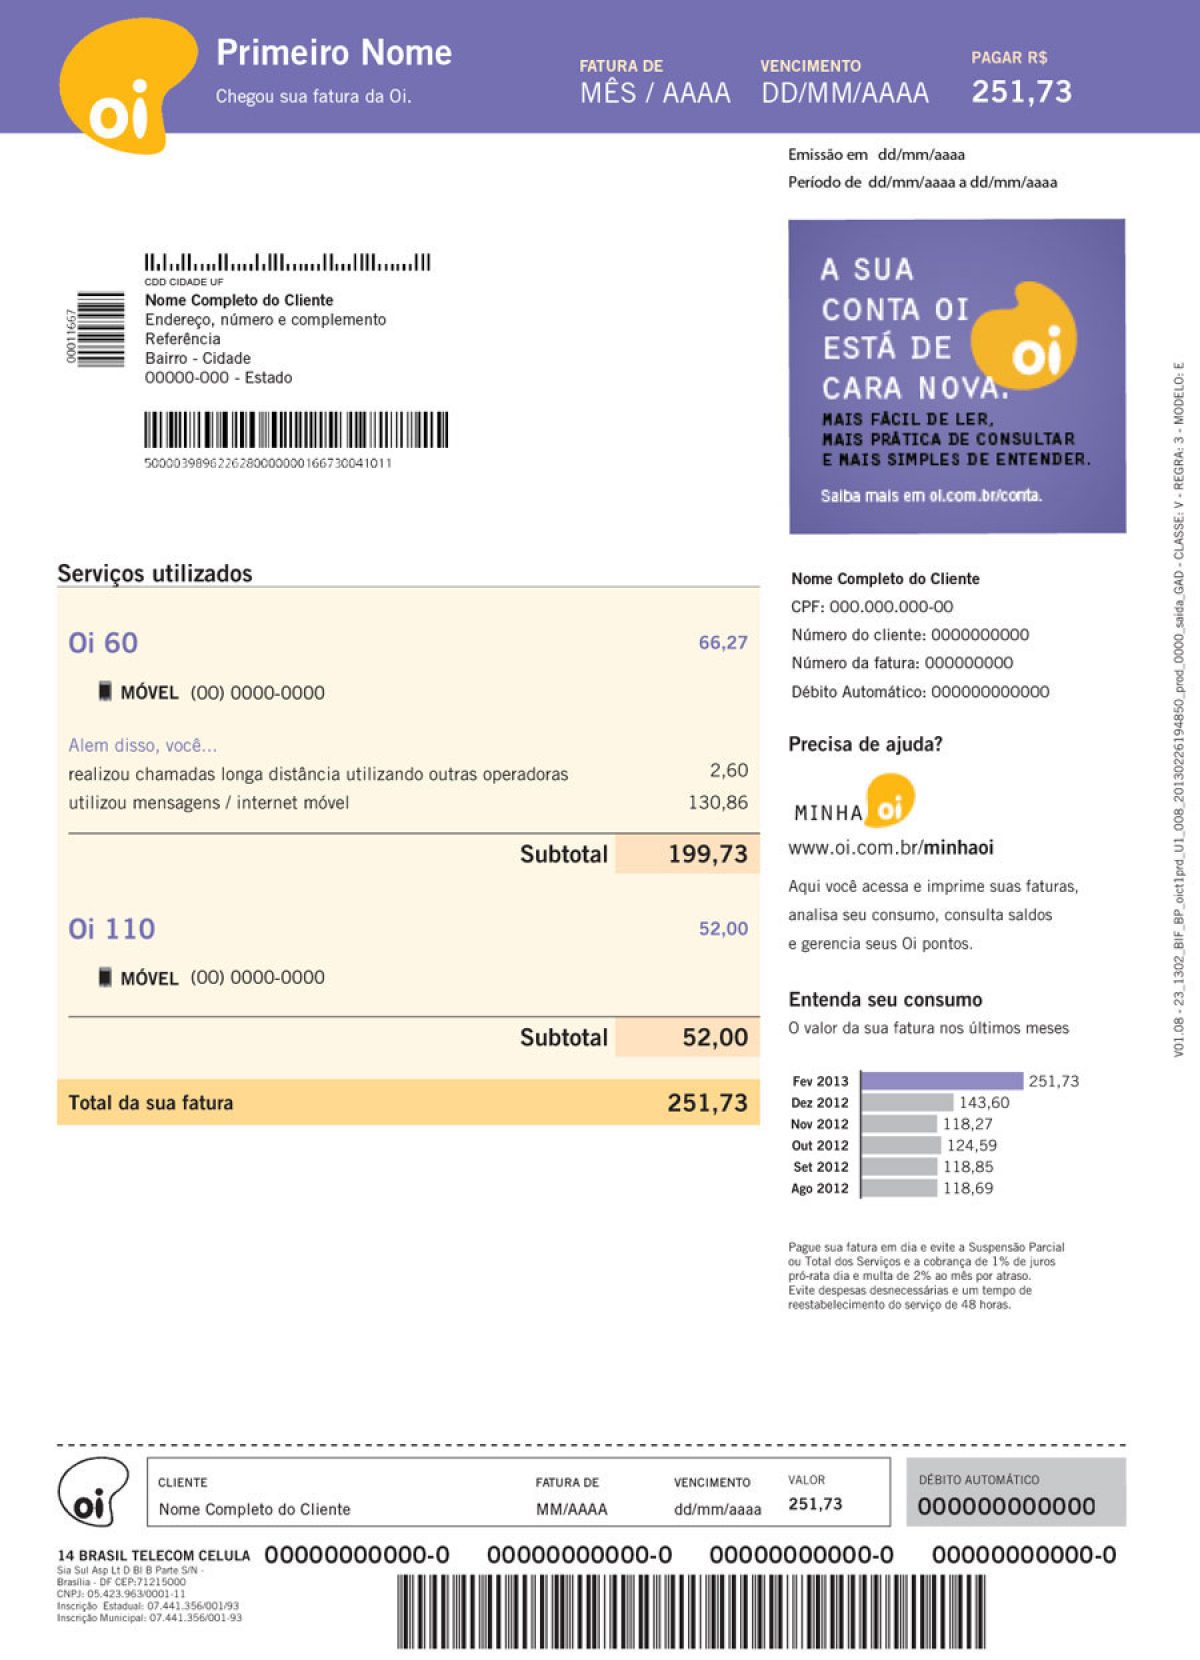 oi
Primeiro Nome
Chegou sua fatura da Oi.
FATURA DE
MÊS / AAAA
VENCIMENTO
DD/MM/AAAA
PAGAR R$
251,73
Emissão em dd/mm/aaaa
Período de dd/mm/aaaa a dd/mm/aaaa
CDD CIDADE UF
Nome Completo do Cliente
Endereço, número e complemento
Referência
Bairro - Cidade
00000-000 - Estado
00011667
5000039896226280000000166730041011
A SUA
CONTA OI
ESTÁ DE
CARA NOVA.
oi
MAIS FÁCIL DE LER,
MAIS PRÁTICA DE CONSULTAR
E MAIS SIMPLES DE ENTENDER.
Saiba mais em oi.com.br/conta.
Serviços utilizados
Oi 60 66,27
MÓVEL (00) 0000-0000
Alem disso, você...
realizou chamadas longa distância utilizando outras operadoras 2,60
utilizou mensagens / internet móvel 130,86
Subtotal 199,73
Oi 110 52,00
MÓVEL (00) 0000-0000
Subtotal 52,00
Total da sua fatura 251,73
Nome Completo do Cliente
CPF: 000.000.000-00
Número do cliente: 0000000000
Número da fatura: 000000000
Débito Automático: 000000000000
Precisa de ajuda?
MINHA oi
www.oi.com.br/minhaoi
Aqui você acessa e imprime suas faturas,
analisa seu consumo, consulta saldos
e gerencia seus Oi pontos.
Entenda seu consumo
O valor da sua fatura nos últimos meses
Fev 2013 251,73
Dez 2012 143,60
Nov 2012 118,27
Out 2012 124,59
Set 2012 118,85
Ago 2012 118,69
Pague sua fatura em dia e evite a Suspensão Parcial
ou Total dos Serviços e a cobrança de 1% de juros
pró-rata dia e multa de 2% ao mês por atraso.
Evite despesas desnecessárias e um tempo de
reestabelecimento do serviço de 48 horas.
V01.08 - 23_1302_BIF_BP_oict1prd_U1_008_20130226194850_prod_0000_saida_GAD - CLASSE: V - REGRA: 3 - MODELO: E
oi
CLIENTE
Nome Completo do Cliente
FATURA DE
MM/AAAA
VENCIMENTO
dd/mm/aaaa
VALOR
251,73
DÉBITO AUTOMÁTICO
000000000000
14 BRASIL TELECOM CELULA 00000000000-0 00000000000-0 00000000000-0 00000000000-0
Sia Sul Asp Lt D Bl B Parte S/N -
Brasília - DF CEP:71215000
CNPJ: 05.423.963/0001-11
Inscrição Estadual: 07.441.356/001/93
Inscrição Municipal: 07.441.356/001-93